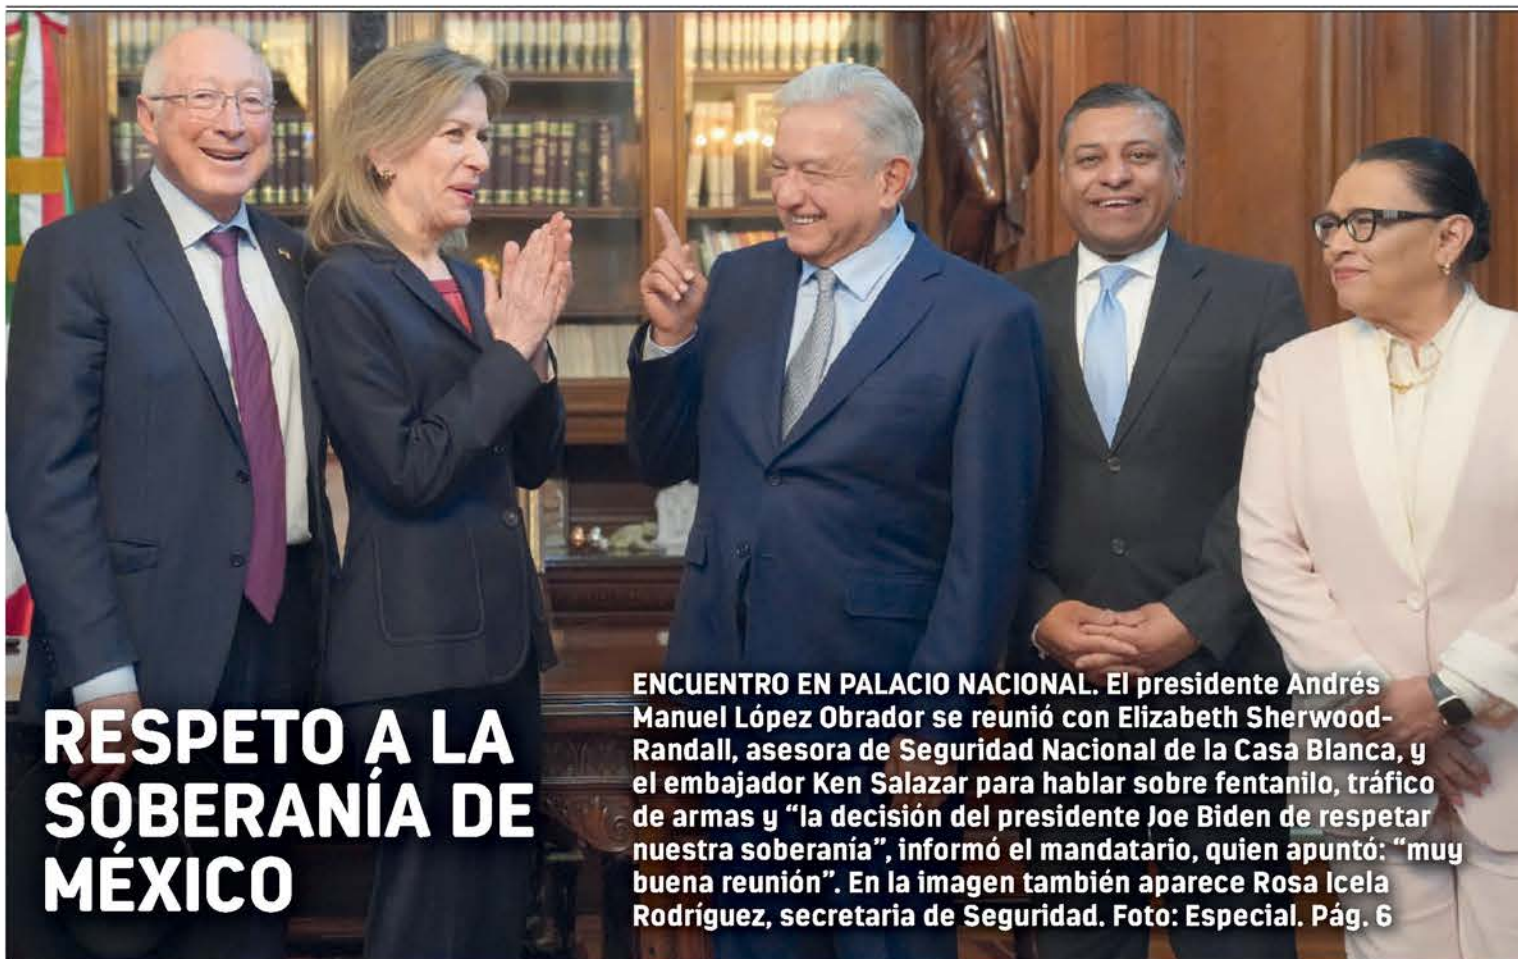 RESPETO A LA
SOBERANÍA DE
MÉXICO
ENCUENTRO EN PALACIO NACIONAL. El presidente Andrés
Manuel López Obrador se reunió con Elizabeth Sherwood-
Randall, asesora de Seguridad Nacional de la Casa Blanca, y
el embajador Ken Salazar para hablar sobre fentanilo, tráfico
de armas y “la decisión del presidente Joe Biden de respetar
nuestra soberanía”, informó el mandatario, quien apuntó: “muy
buena reunión”. En la imagen también aparece Rosa Icela
Rodríguez, secretaria de Seguridad. Foto: Especial. Pág. 6